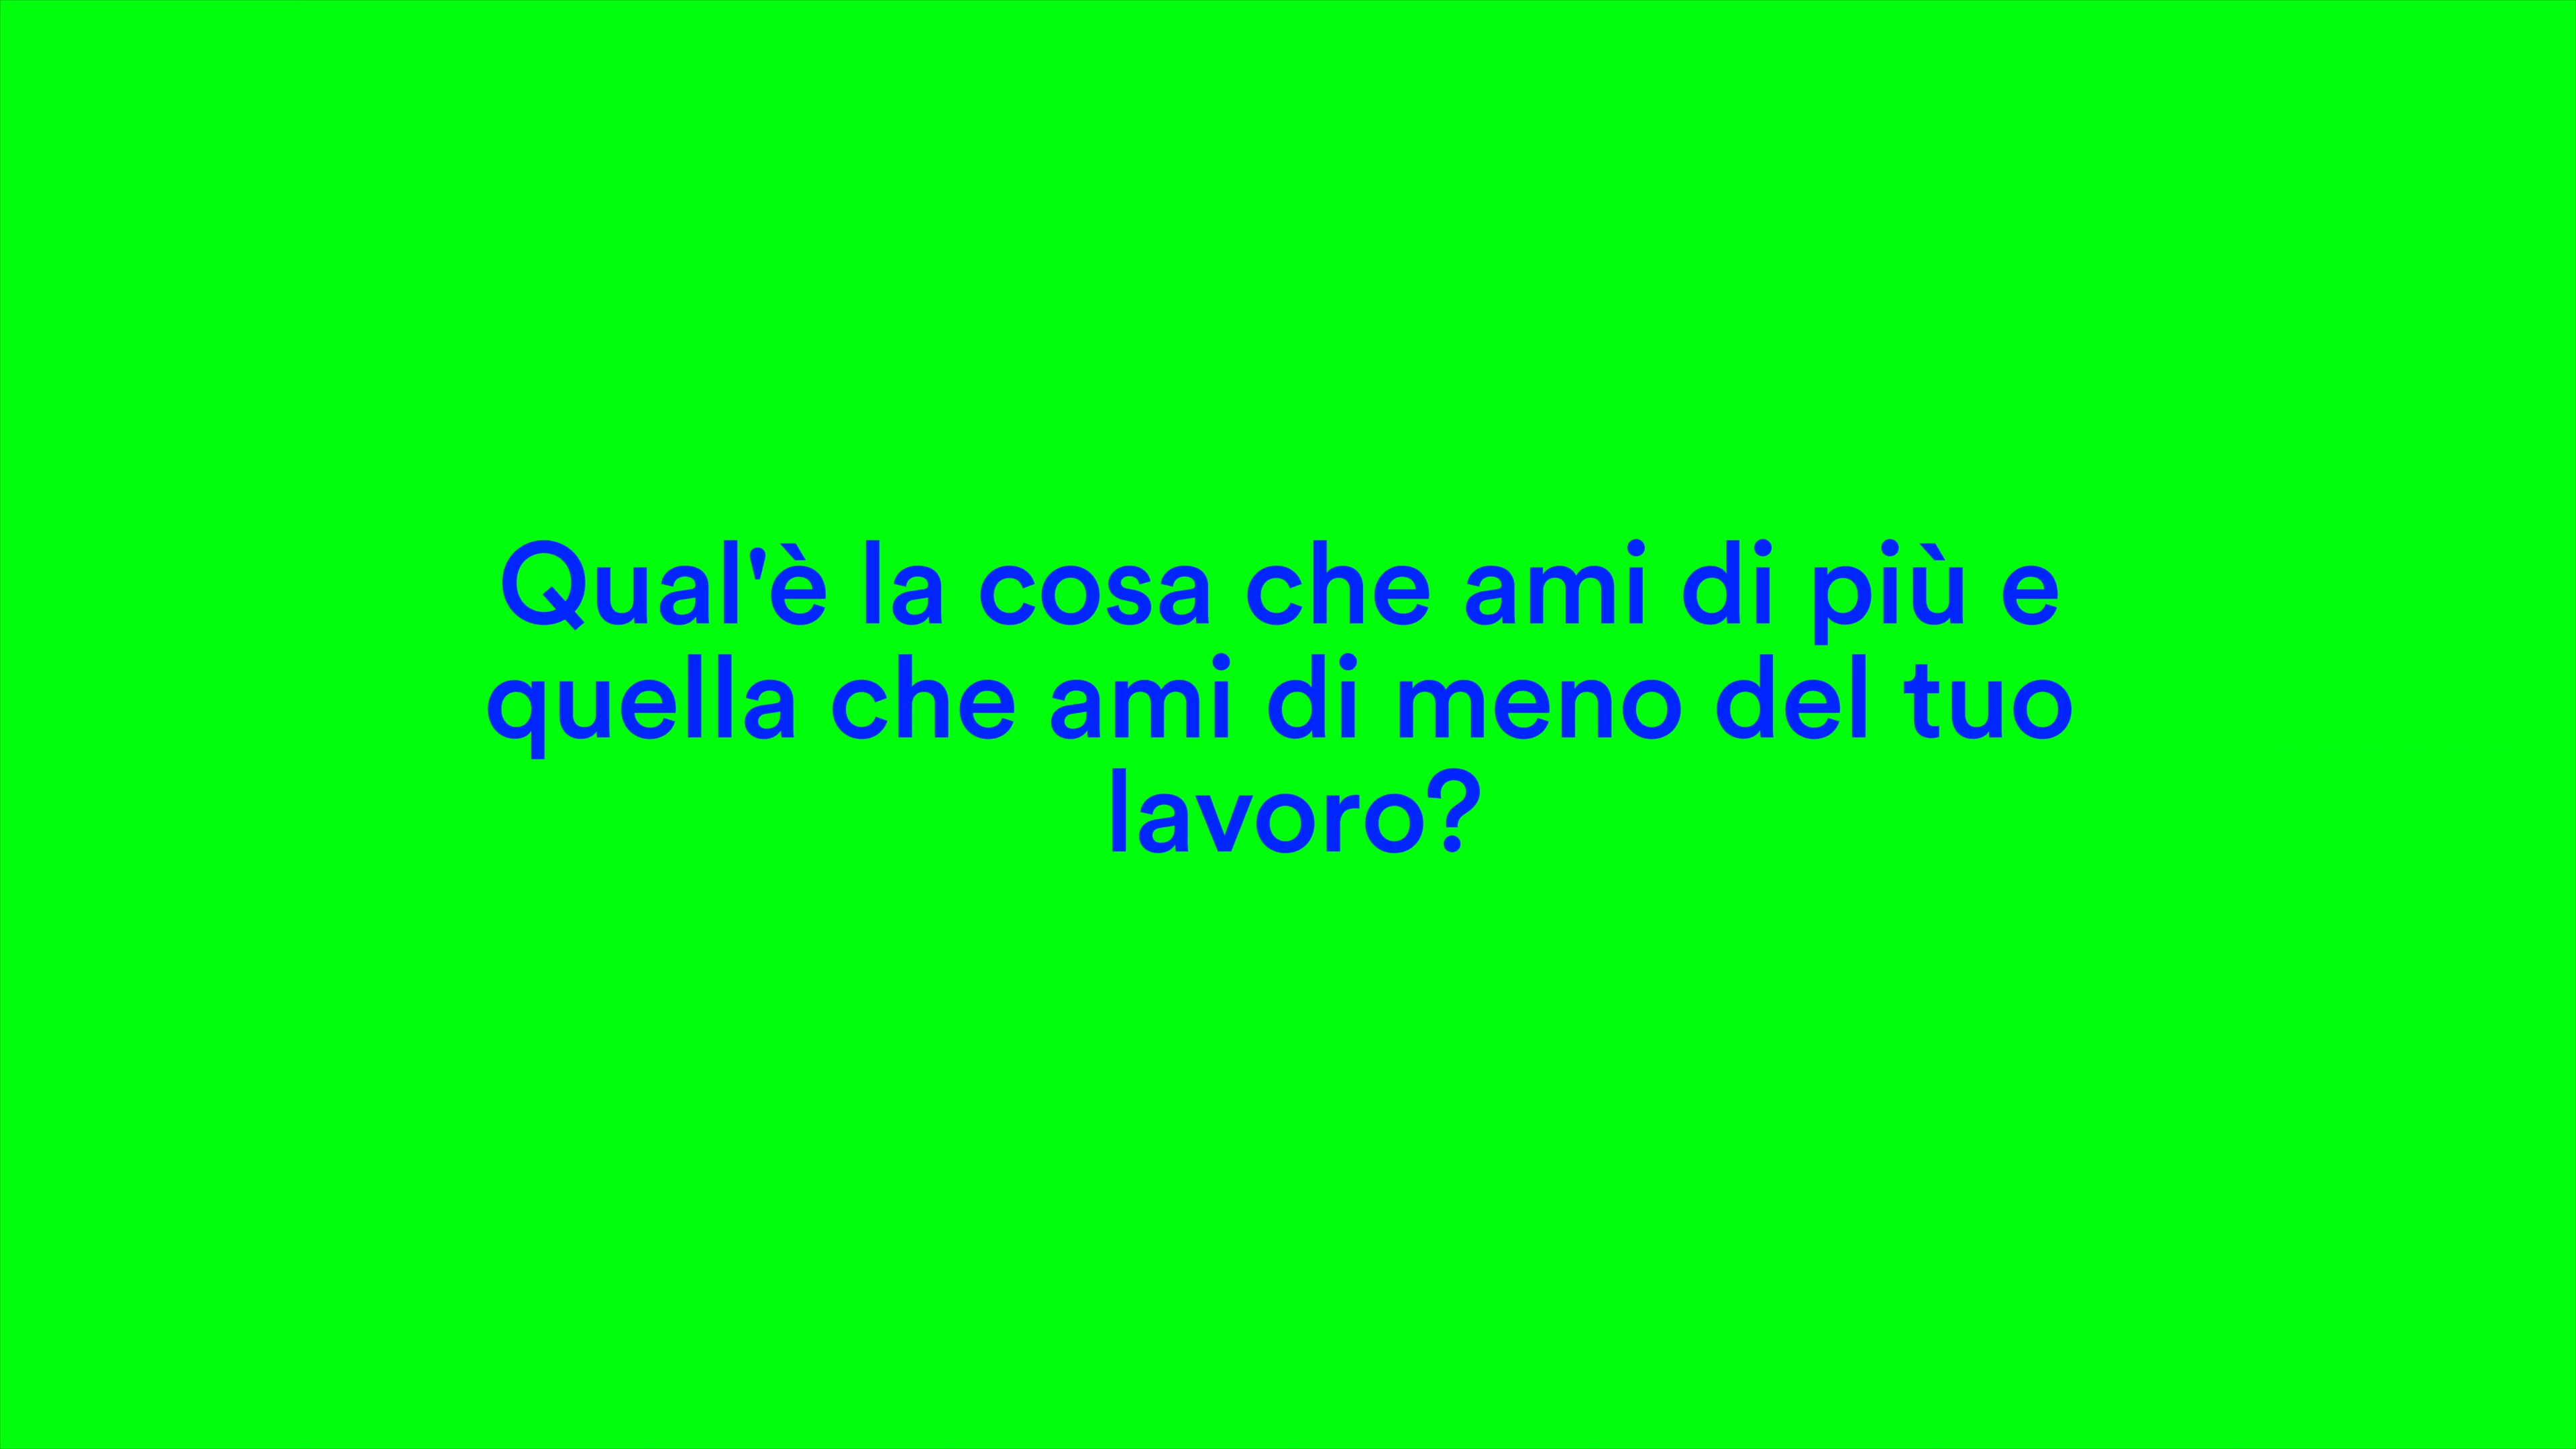 Qual'è la cosa che ami di più e
quella che ami di meno del tuo
lavoro?